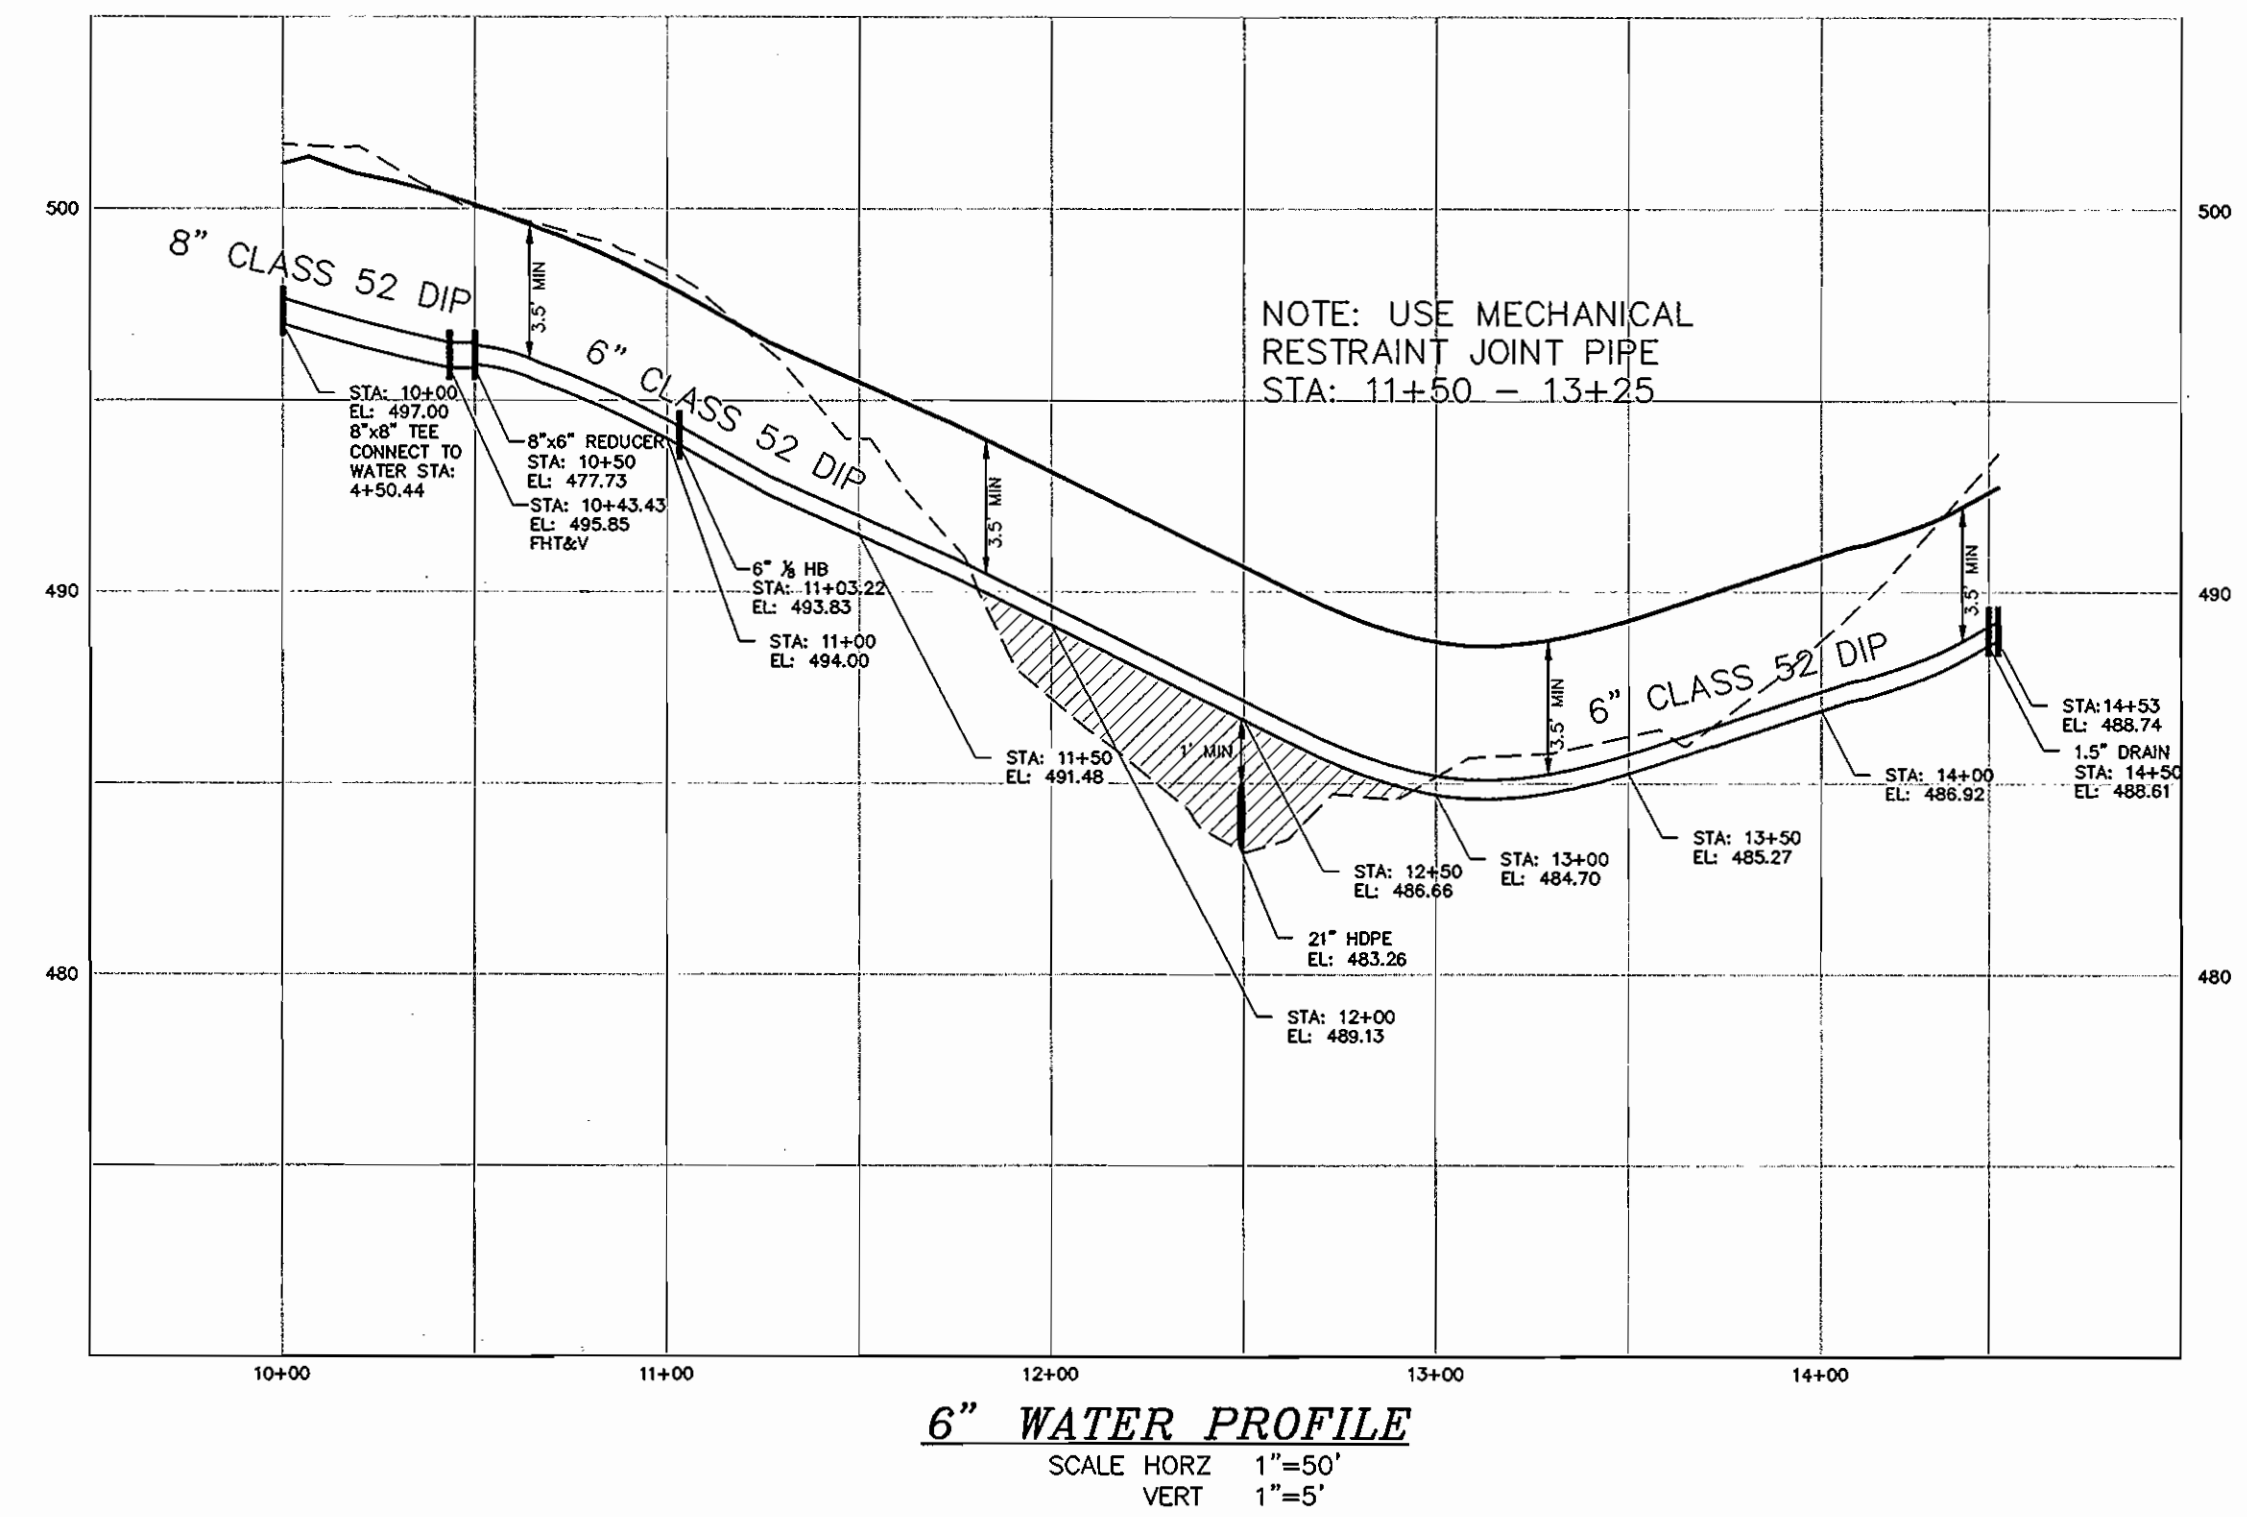 500
500
8" CLASS 52 DIP
3.5' MIN
6" CLASS 52 DIP
NOTE: USE MECHANICAL
RESTRAINT JOINT PIPE
STA: 11+50 - 13+25
STA: 10+00
EL: 497.00
8"x8" TEE
CONNECT TO
WATER STA:
4+50.44
8"x6" REDUCER
STA: 10+50
EL: 477.73
STA: 10+43.43
EL: 495.85
FHT&V
3.5' MIN
6" ⅛ HB
STA: 11+03.22
EL: 493.83
STA: 11+00
EL: 494.00
490
490
3.5' MIN
6" CLASS 52 DIP
3.5' MIN
1' MIN
STA: 11+50
EL: 491.48
STA:14+53
EL: 488.74
1.5" DRAIN
STA: 14+50
EL: 488.61
STA: 14+00
EL: 486.92
STA: 13+50
EL: 485.27
STA: 13+00
EL: 484.70
STA: 12+50
EL: 486.66
21" HDPE
EL: 483.26
480
480
STA: 12+00
EL: 489.13
10+00
11+00
12+00
13+00
14+00
6" WATER PROFILE
SCALE HORZ 1"=50'
VERT 1"=5'